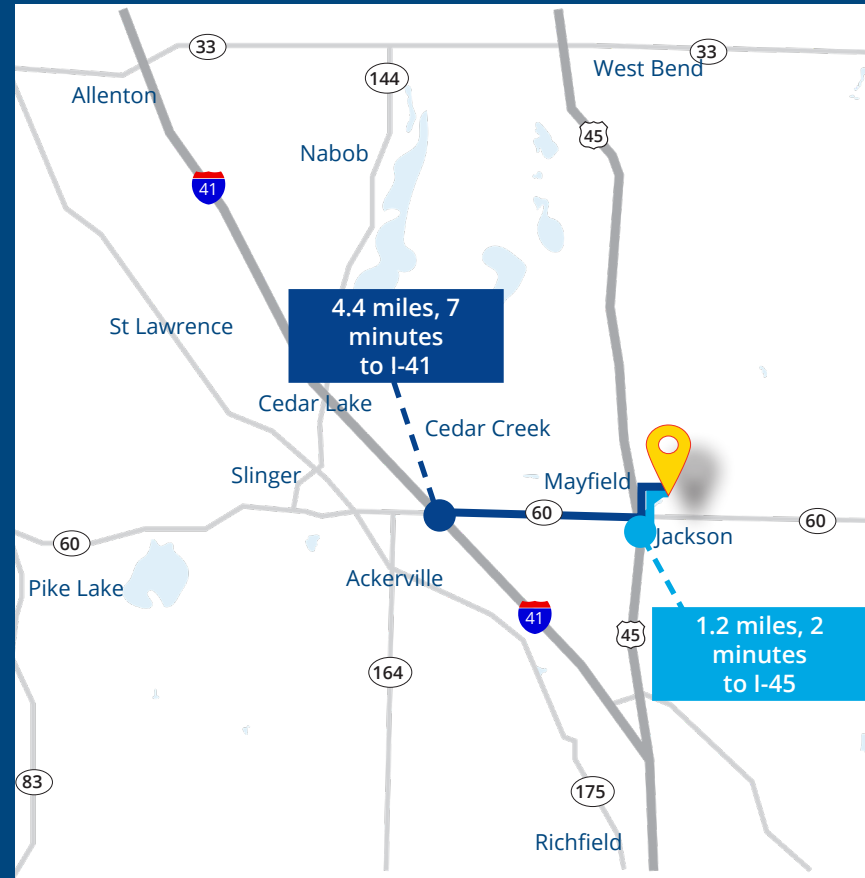 33
33
West Bend
144
Allenton
45
Nabob
41
4.4 miles, 7
minutes
to I-41
St Lawrence
Cedar Lake
Cedar Creek
Slinger
Mayfield
60
60
60
Jackson
Ackerville
Pike Lake
41
1.2 miles, 2
minutes
to I-45
45
164
83
175
Richfield